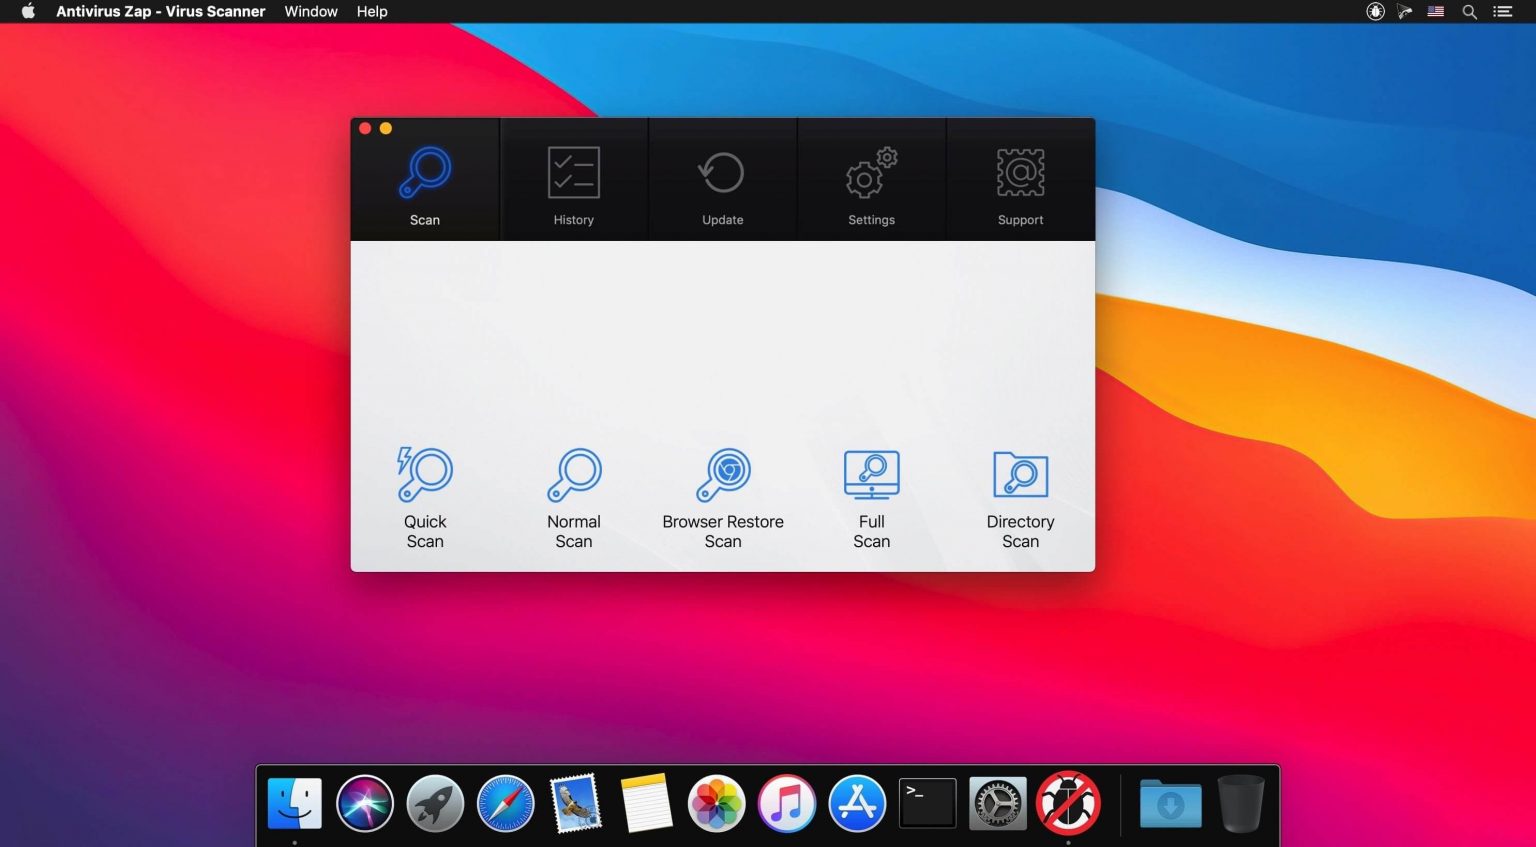 Antivirus Zap - Virus Scanner Window Help
Scan History Update Settings Support
Quick Normal Browser Restore Full Directory
Scan Scan Scan Scan Scan
>_